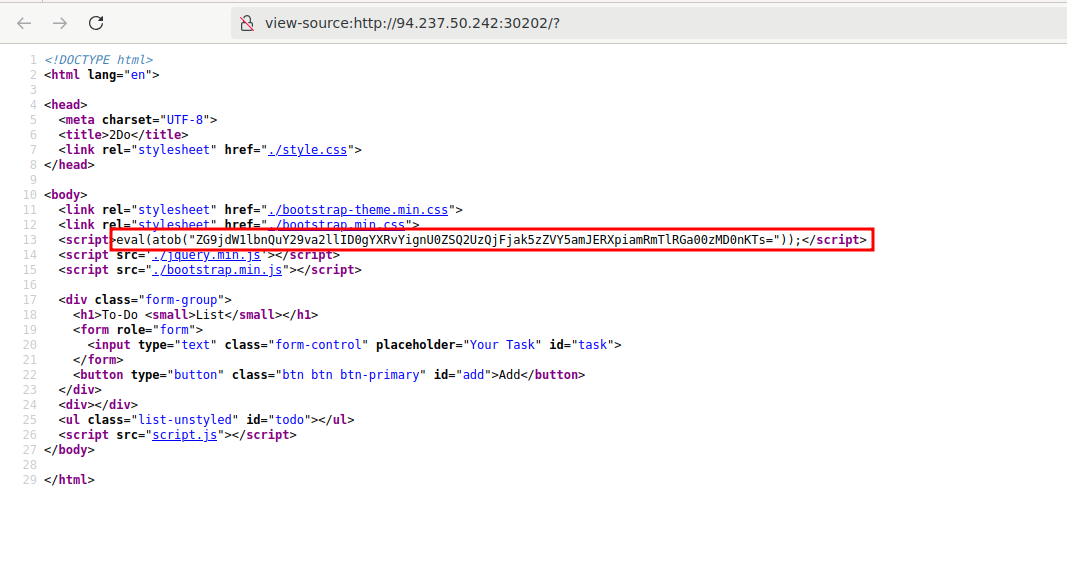 view-source:http://94.237.50.242:30202/?
1 <!DOCTYPE html>
2 <html lang="en">
3
4 <head>
5   <meta charset="UTF-8">
6   <title>2Do</title>
7   <link rel="stylesheet" href="./style.css">
8 </head>
9
10 <body>
11   <link rel="stylesheet" href="./bootstrap-theme.min.css">
12   <link rel="stylesheet" href="./bootstrap.min.css">
13   <script>eval(atob("ZG9jdW1lbnQuY29va2llID0gYXRvYignU0ZSQ2UzQjFjak5zZVY5amJERXpiamRmTlRGa00zMD0nKTs="));</script>
14   <script src="./jquery.min.js"></script>
15   <script src="./bootstrap.min.js"></script>
16
17   <div class="form-group">
18     <h1>To-Do <small>List</small></h1>
19     <form role="form">
20       <input type="text" class="form-control" placeholder="Your Task" id="task">
21     </form>
22     <button type="button" class="btn btn btn-primary" id="add">Add</button>
23   </div>
24   <div></div>
25   <ul class="list-unstyled" id="todo"></ul>
26   <script src="script.js"></script>
27 </body>
28
29 </html>